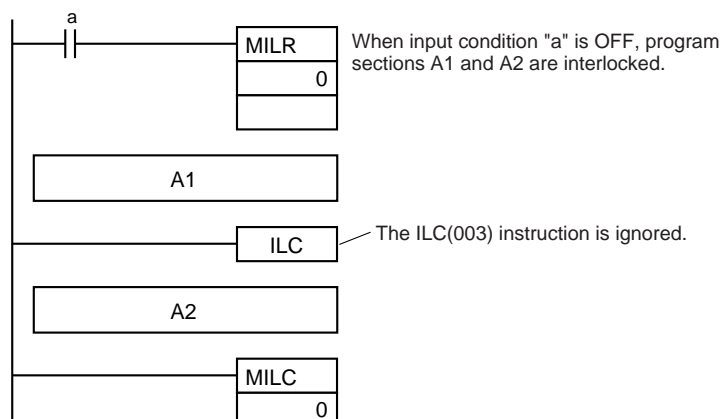 a
MILR
0
When input condition "a" is OFF, program
sections A1 and A2 are interlocked.
A1
ILC
The ILC(003) instruction is ignored.
A2
MILC
0